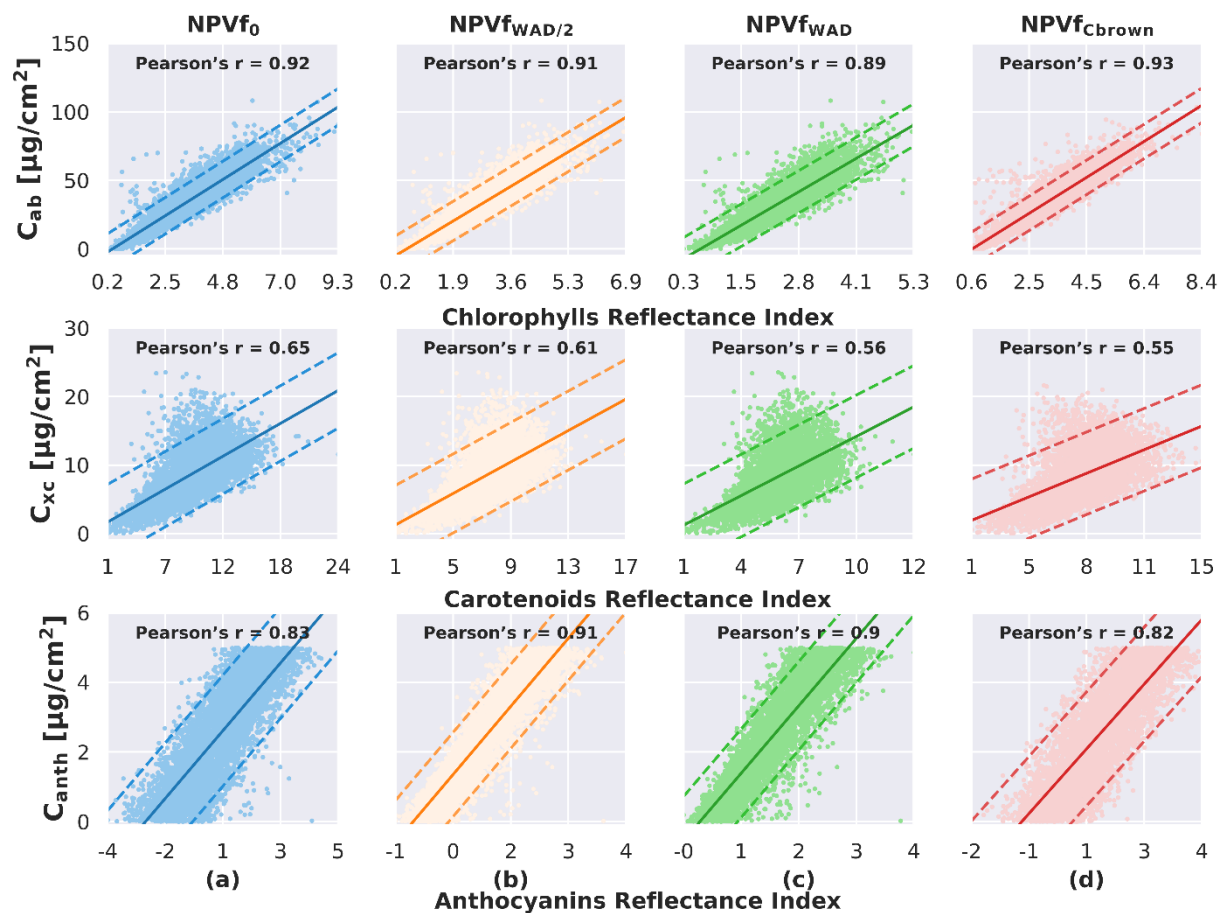 NPVf0 NPVfWAD/2 NPVfWAD NPVfCbrown
Cab [µg/cm2]
150
100
50
0
Pearson's r = 0.92 Pearson's r = 0.91 Pearson's r = 0.89 Pearson's r = 0.93
0.2 2.5 4.8 7.0 9.3 0.2 1.9 3.6 5.3 6.9 0.3 1.5 2.8 4.1 5.3 0.6 2.5 4.5 6.4 8.4
Chlorophylls Reflectance Index
Cxc [µg/cm2]
30
20
10
0
Pearson's r = 0.65 Pearson's r = 0.61 Pearson's r = 0.56 Pearson's r = 0.55
1 7 12 18 24 1 5 9 13 17 1 4 7 10 12 1 4 8 11 15
Carotenoids Reflectance Index
Canth [µg/cm2]
6
4
2
0
Pearson's r = 0.83 Pearson's r = 0.91 Pearson's r = 0.9 Pearson's r = 0.82
-4 -2 1 3 5 -1 0 2 3 4 -0 1 2 3 4 -2 -0 1 3 4
(a) (b) (c) (d)
Anthocyanins Reflectance Index